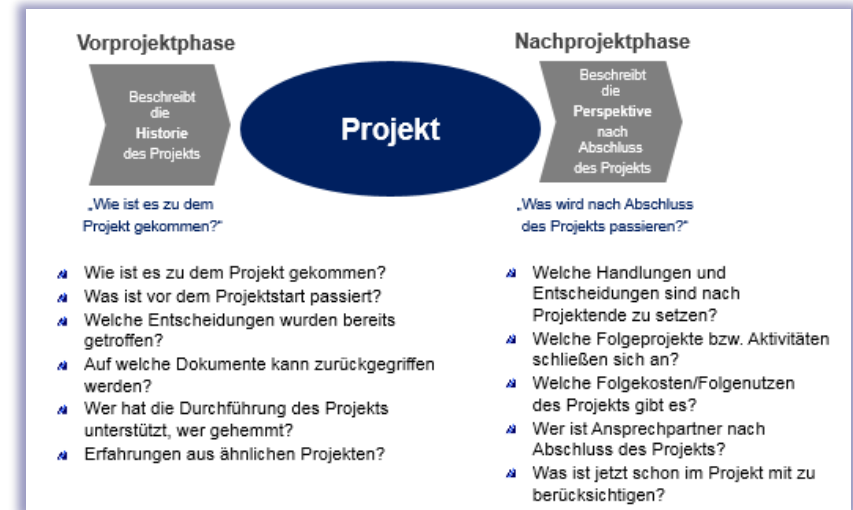 Vorprojektphase
Beschreibt
die
Historie
des Projekts
„Wie ist es zu dem
Projekt gekommen?“
Wie ist es zu dem Projekt gekommen?
Was ist vor dem Projektstart passiert?
Welche Entscheidungen wurden bereits
getroffen?
Auf welche Dokumente kann zurückgegriffen
werden?
Wer hat die Durchführung des Projekts
unterstützt, wer gehemmt?
Erfahrungen aus ähnlichen Projekten?
Projekt
Nachprojektphase
Beschreibt
die
Perspektive
nach
Abschluss
des Projekts
„Was wird nach Abschluss
des Projekts passieren?“
Welche Handlungen und
Entscheidungen sind nach
Projektende zu setzen?
Welche Folgeprojekte bzw. Aktivitäten
schließen sich an?
Welche Folgekosten/Folgenutzen
des Projekts gibt es?
Wer ist Ansprechpartner nach
Abschluss des Projekts?
Was ist jetzt schon im Projekt mit zu
berücksichtigen?